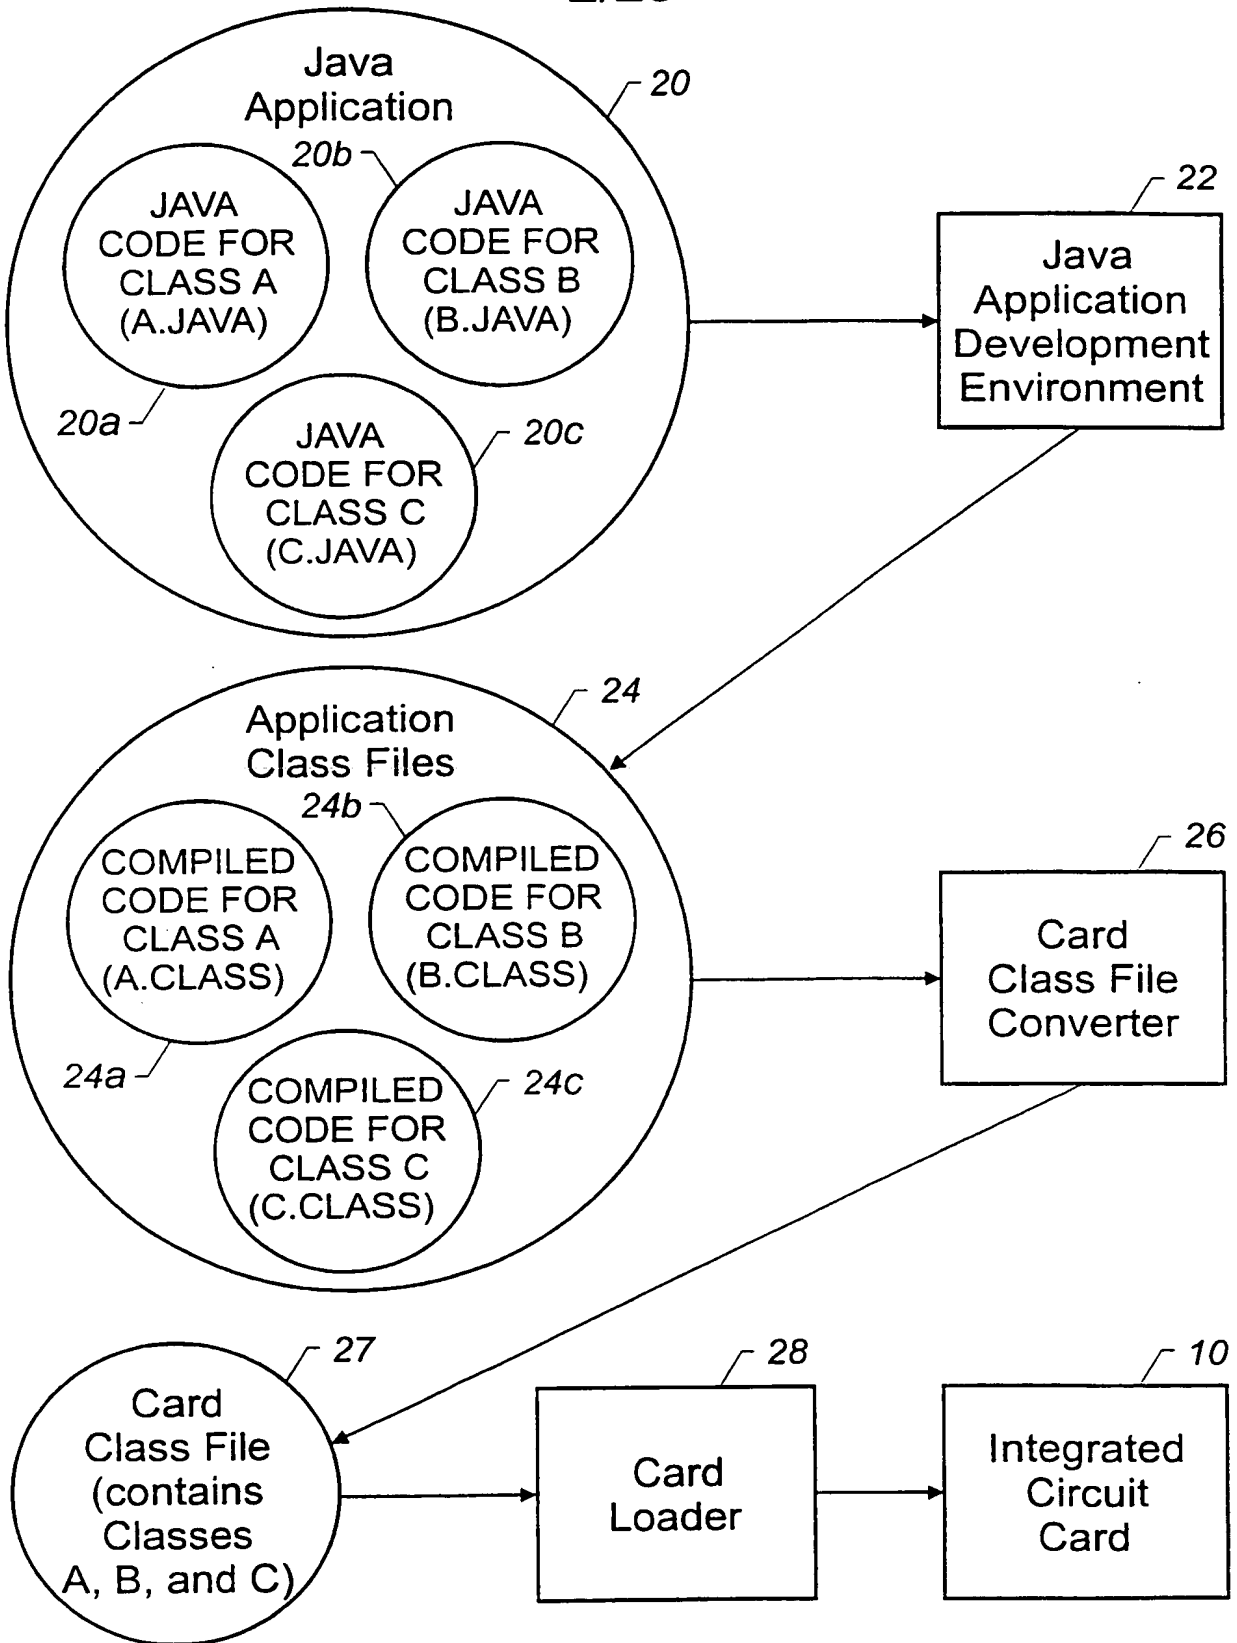 Java
Application
20
20b
JAVA
CODE FOR
CLASS A
(A.JAVA)
JAVA
CODE FOR
CLASS B
(B.JAVA)
22
Java
Application
Development
Environment
20a
20c
JAVA
CODE FOR
CLASS C
(C.JAVA)
24
Application
Class Files
24b
COMPILED
CODE FOR
CLASS A
(A.CLASS)
COMPILED
CODE FOR
CLASS B
(B.CLASS)
26
Card
Class File
Converter
24a
24c
COMPILED
CODE FOR
CLASS C
(C.CLASS)
27
Card
Class File
(contains
Classes
A, B, and C)
28
Card
Loader
10
Integrated
Circuit
Card